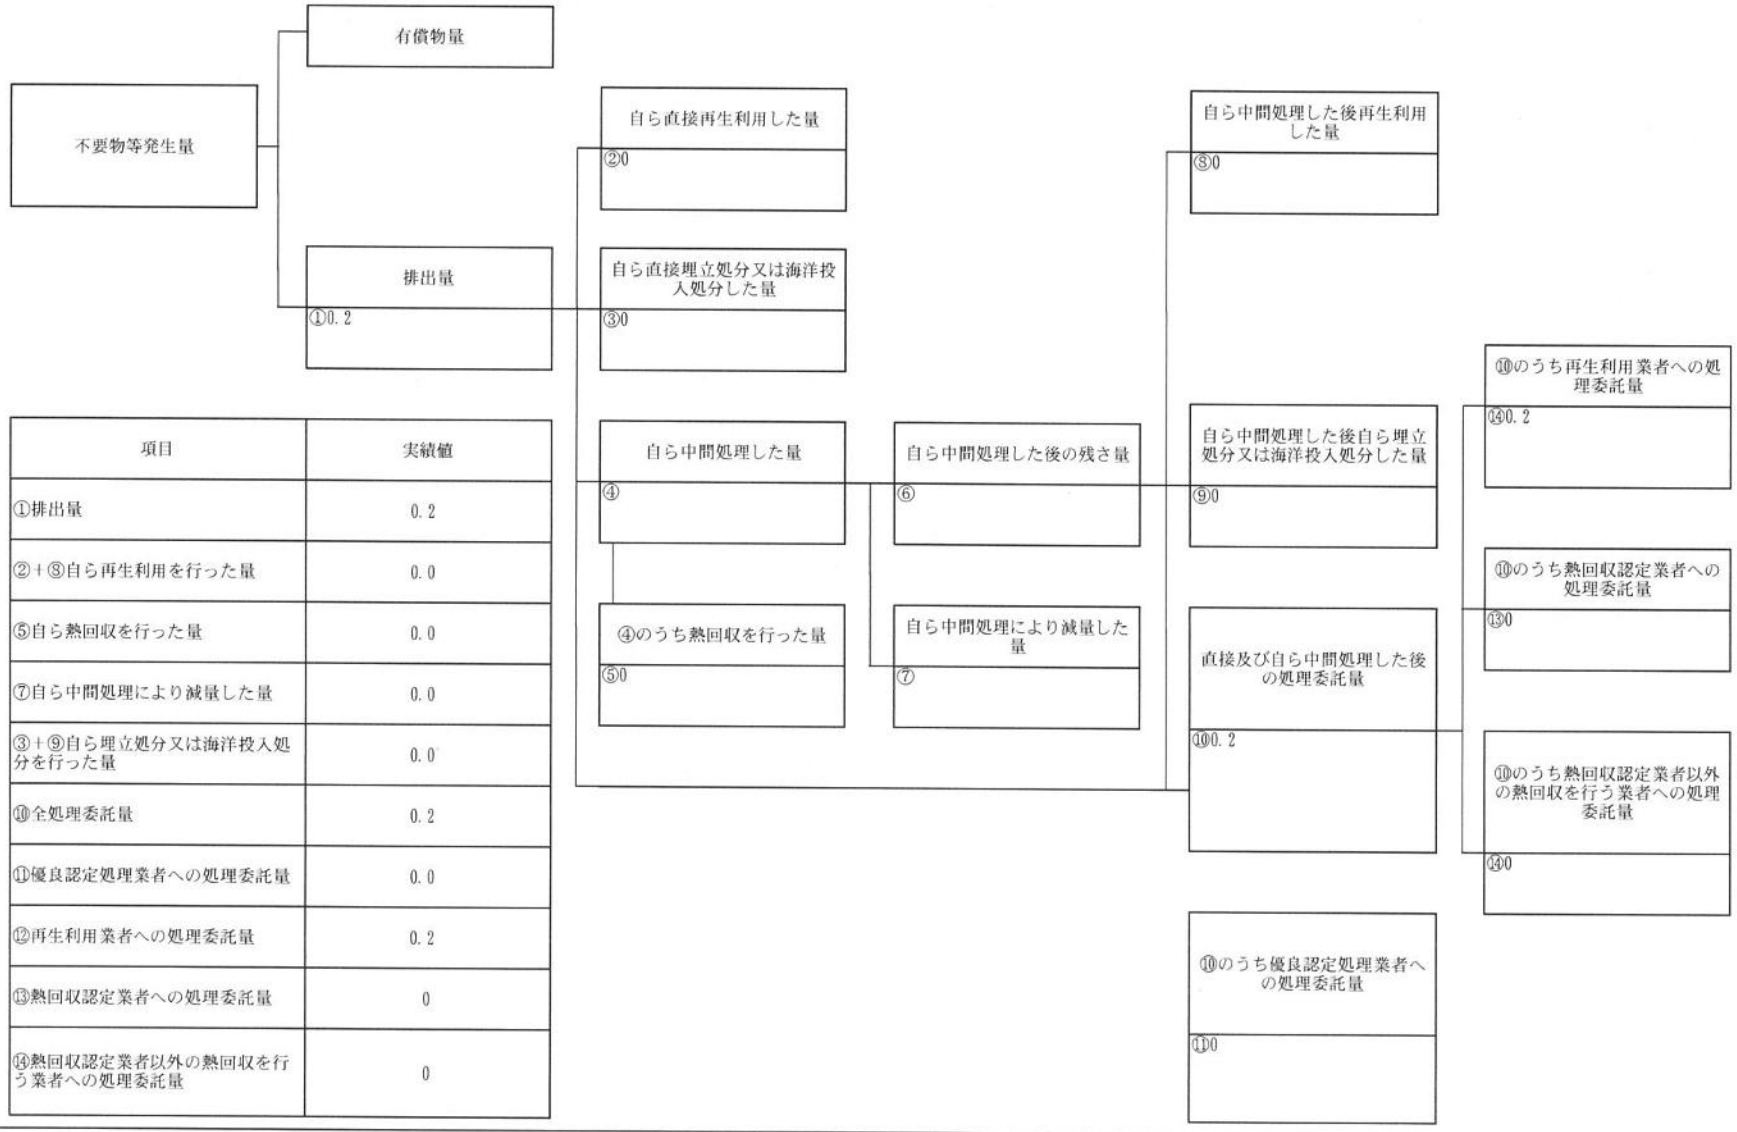 有償物量
不要物等発生量
排出量
①0.2
自ら直接再生利用した量
②0
自ら直接埋立処分又は海洋投
入処分した量
③0
自ら中間処理した量
④
④のうち熱回収を行った量
⑤0
自ら中間処理した後の残さ量
⑥
自ら中間処理により減量した
量
⑦
自ら中間処理した後再生利用
した量
⑧0
自ら中間処理した後自ら埋立
処分又は海洋投入処分した量
⑨0
直接及び自ら中間処理した後
の処理委託量
⑩0.2
⑩のうち優良認定処理業者へ
の処理委託量
⑪0
⑩のうち再生利用業者への処
理委託量
⑭0.2
⑩のうち熱回収認定業者への
処理委託量
⑬0
⑩のうち熱回収認定業者以外
の熱回収を行う業者への処理
委託量
⑭0
項目 実績値
①排出量 0.2
②+⑧自ら再生利用を行った量 0.0
⑤自ら熱回収を行った量 0.0
⑦自ら中間処理により減量した量 0.0
③+⑨自ら埋立処分又は海洋投入処
分を行った量 0.0
⑩全処理委託量 0.2
⑪優良認定処理業者への処理委託量 0.0
⑫再生利用業者への処理委託量 0.2
⑬熱回収認定業者への処理委託量 0
⑭熱回収認定業者以外の熱回収を行
う業者への処理委託量 0